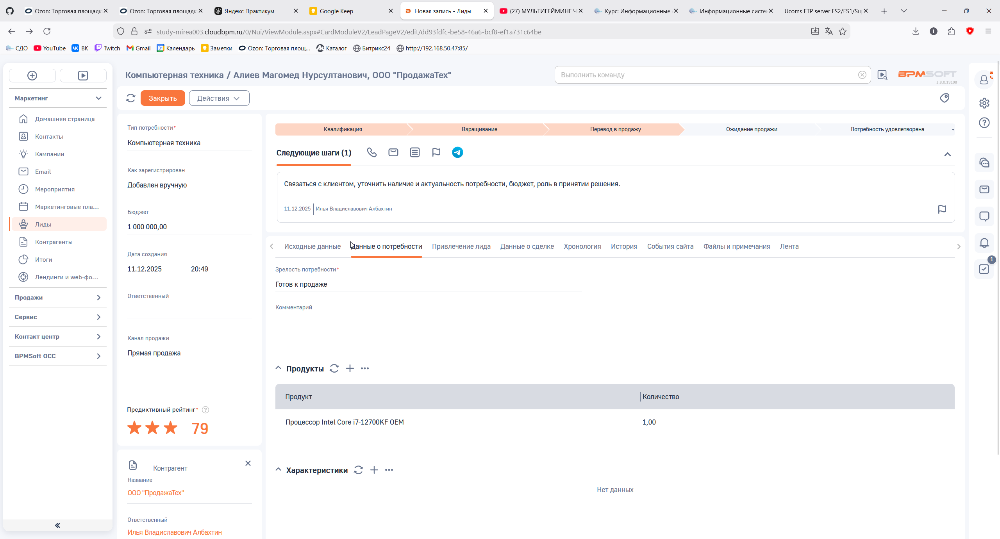 Ozon: Торговая площадк
Ozon: Торговая площадк
Яндекс Практикум
Google Keep
Новая запись - Лиды
(27) МУЛЬТИГЕЙМИНГ Ч
Курс: Информационные
Информационные систе
Ucoms FTP server FS2/FS1/Su
study-mirea003.cloudbpm.ru/0/Nui/ViewModule.aspx#CardModuleV2/LeadPageV2/edit/dd93fdfc-be58-46a6-bcf8-ef1a731c64be
СДО
YouTube
ВК
Twitch
Gmail
31 Календарь
Заметки
Ozon: Торговая площ...
Каталог
Битрикс24
http://192.168.50.47:85/
Маркетинг
Домашняя страница
Контакты
Кампании
Email
Мероприятия
Маркетинговые пла...
Лиды
Контрагенты
Итоги
Лендинги и web-фо...
Продажи
Сервис
Контакт центр
BPMSoft ОСС
Компьютерная техника / Алиев Магомед Нурсултанович, ООО "ПродажаТех"
Выполнить команду
BPMSOFT
1.8.0.19108
Закрыть
Действия
Тип потребности*
Компьютерная техника
Как зарегистрирован
Добавлен вручную
Бюджет
1 000 000,00
Дата создания
11.12.2025 20:49
Ответственный
Канал продажи
Прямая продажа
Предиктивный рейтинг* ?
79
Контрагент
Название
ООО "ПродажаТех"
Ответственный
Илья Владиславович Албахтин
Квалификация
Взращивание
Перевод в продажу
Ожидание продажи
Потребность удовлетворена
Следующие шаги (1)
Связаться с клиентом, уточнить наличие и актуальность потребности, бюджет, роль в принятии решения.
11.12.2025 Илья Владиславович Албахтин
Исходные данные
Данные о потребности
Привлечение лида
Данные о сделке
Хронология
История
События сайта
Файлы и примечания
Лента
Зрелость потребности*
Готов к продаже
Комментарий
Продукты
Продукт
Количество
Процессор Intel Core i7-12700KF OEM
1,00
Характеристики
Нет данных
1